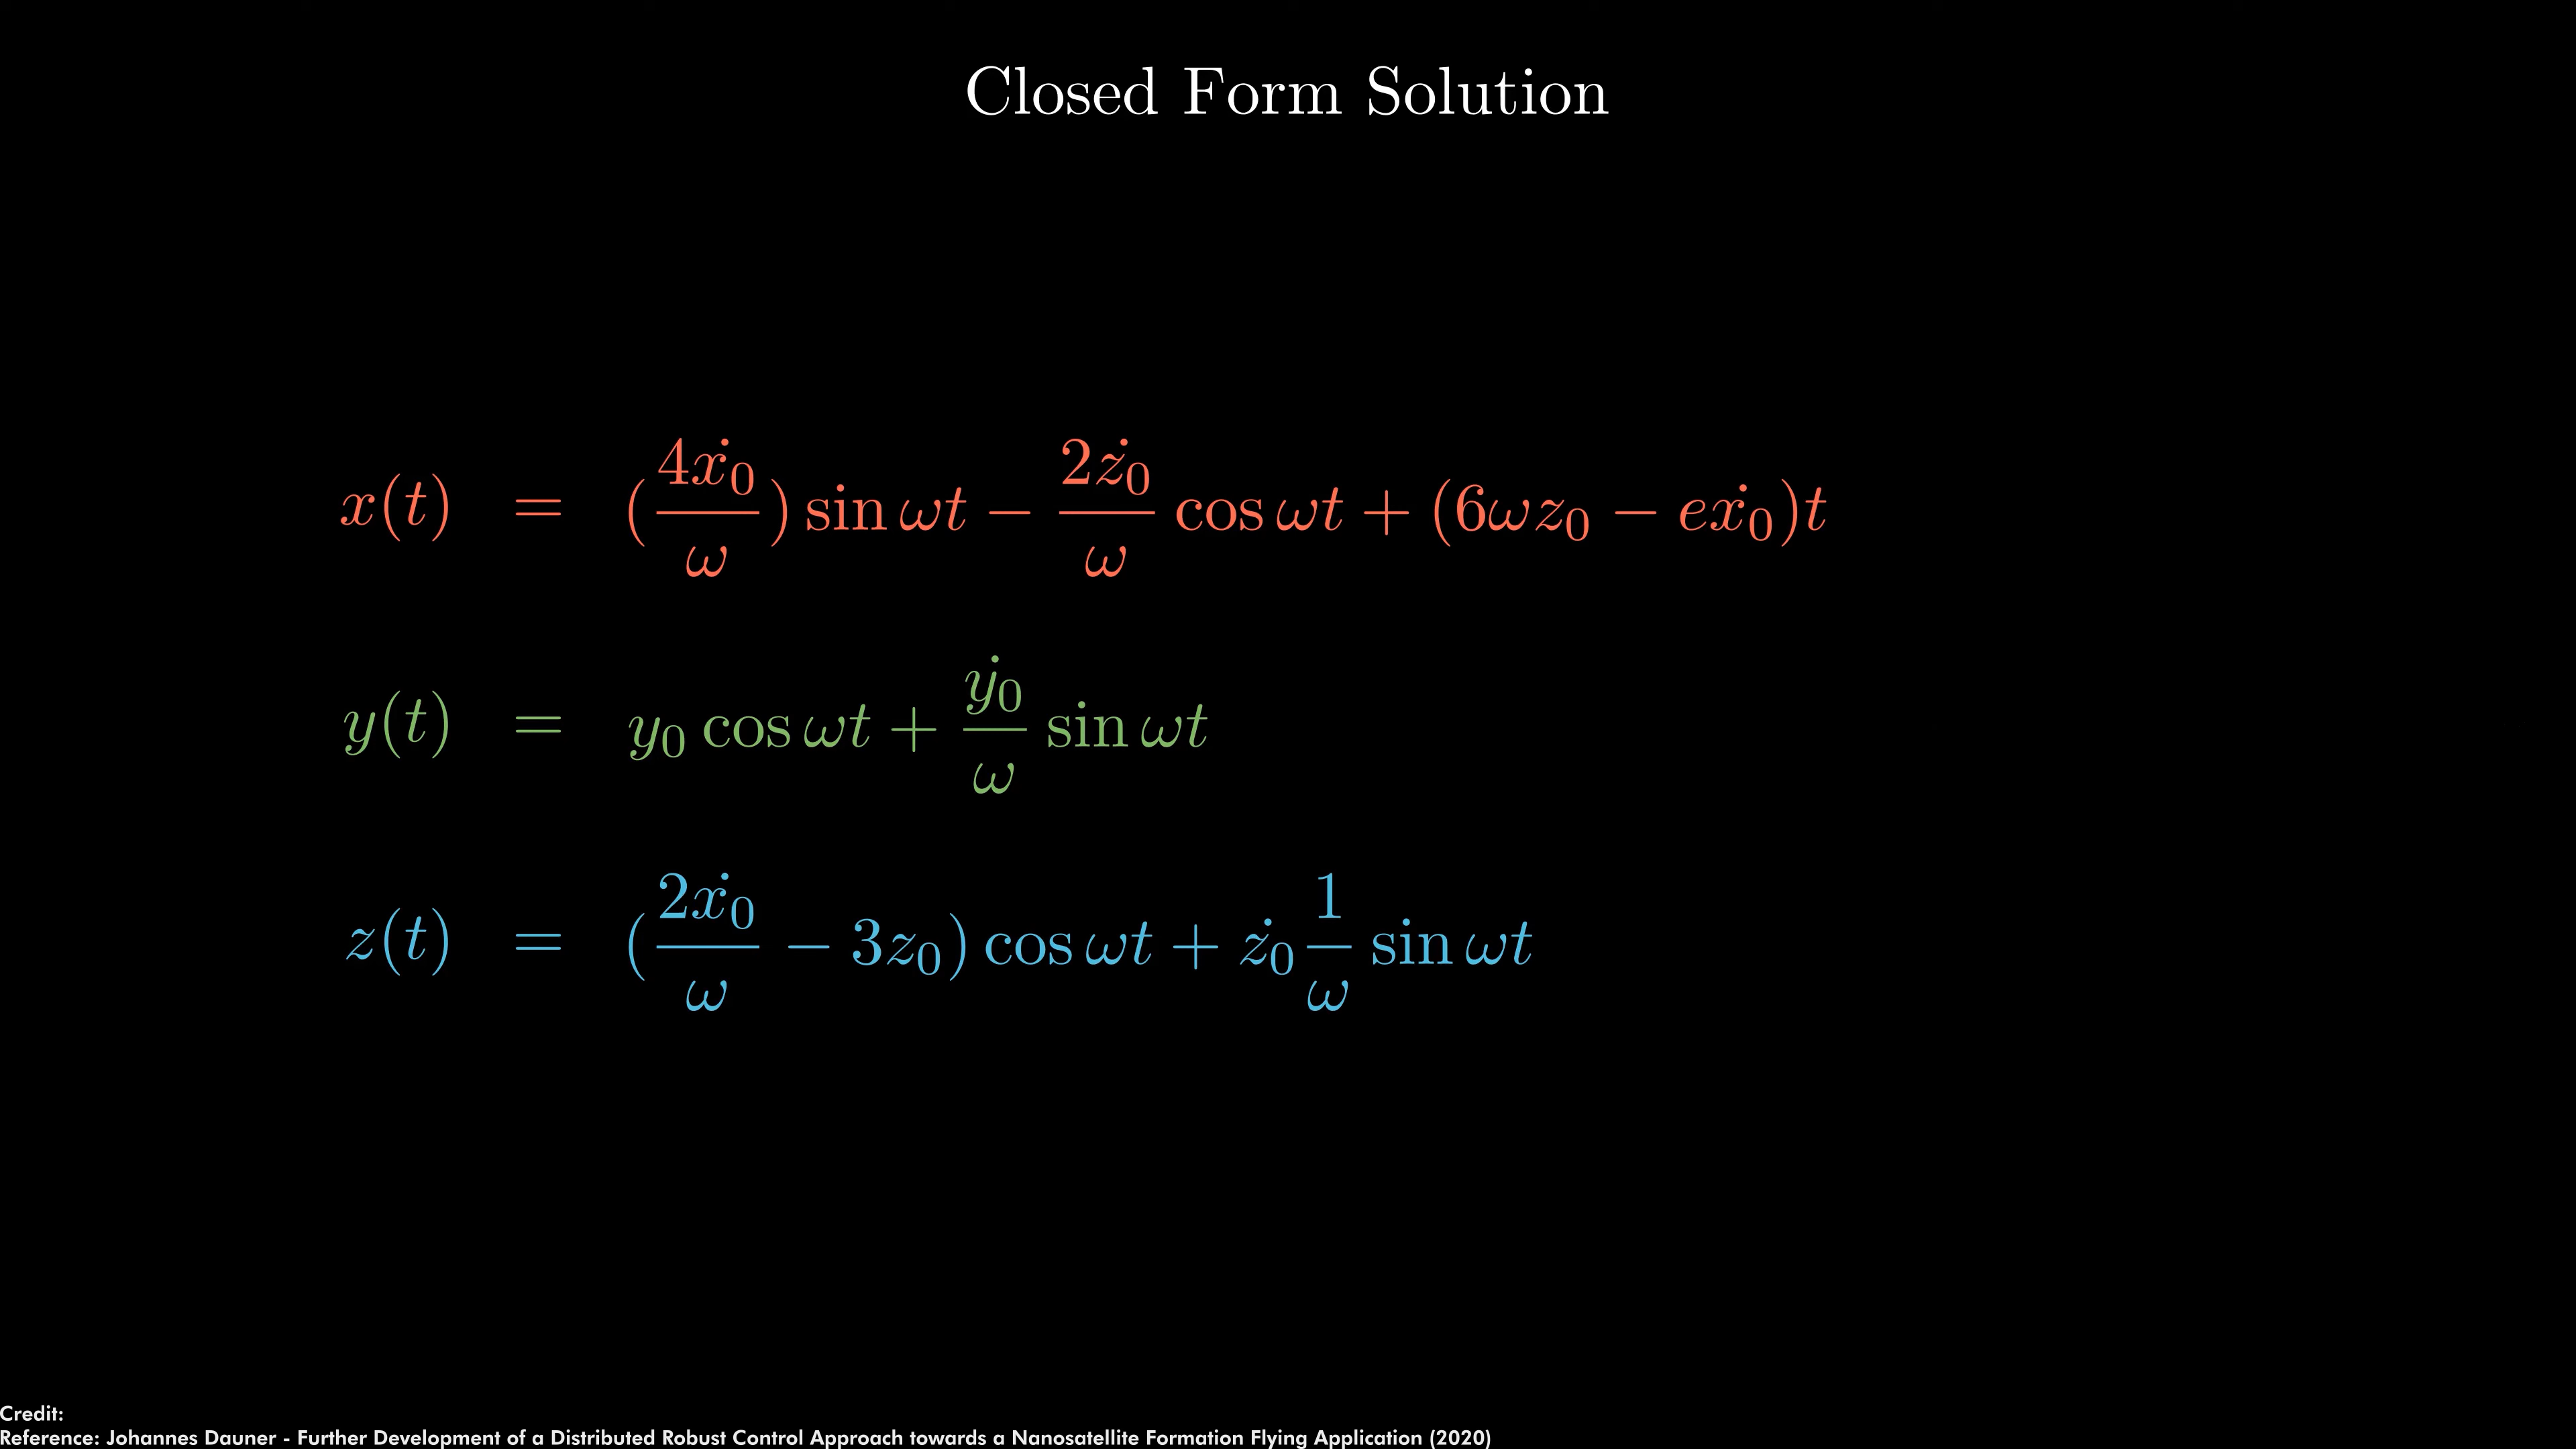 Closed Form Solution
x(t) = (4ẋ₀/ω) sin ωt − 2ż₀/ω cos ωt + (6ωz₀ − eẋ₀)t
y(t) = y₀ cos ωt + ẏ₀/ω sin ωt
z(t) = (2ẋ₀/ω − 3z₀) cos ωt + ż₀ 1/ω sin ωt
Credit:
Reference: Johannes Dauner - Further Development of a Distributed Robust Control Approach towards a Nanosatellite Formation Flying Application (2020)